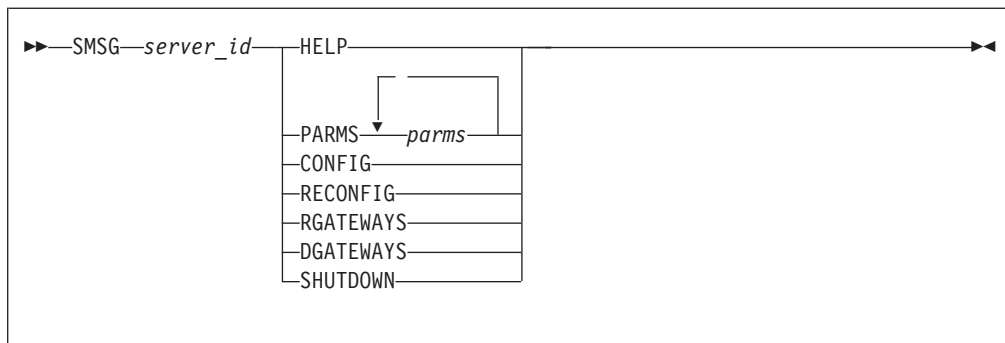 SMSG server_id HELP
PARMS parms
CONFIG
RECONFIG
RGATEWAYS
DGATEWAYS
SHUTDOWN